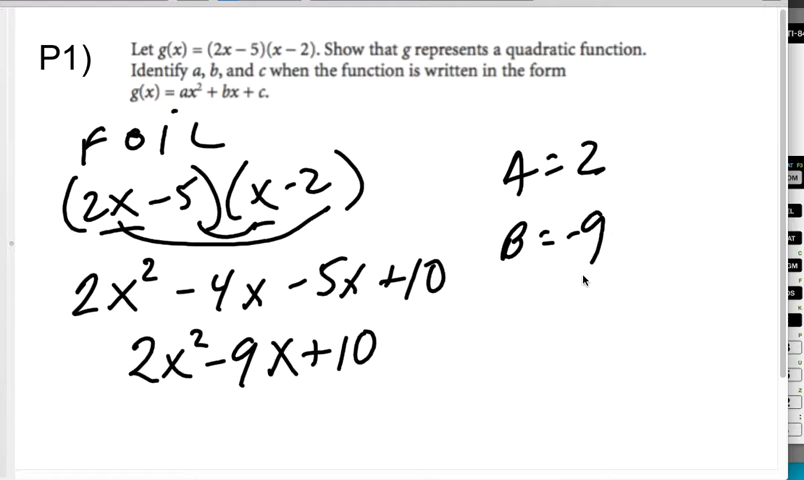 P1)
Let g(x) = (2x – 5)(x – 2). Show that g represents a quadratic function.
Identify a, b, and c when the function is written in the form
g(x) = ax² + bx + c.
FOIL
(2x - 5)(x - 2)
2x² - 4x - 5x + 10
2x² - 9x + 10
A = 2
B = -9